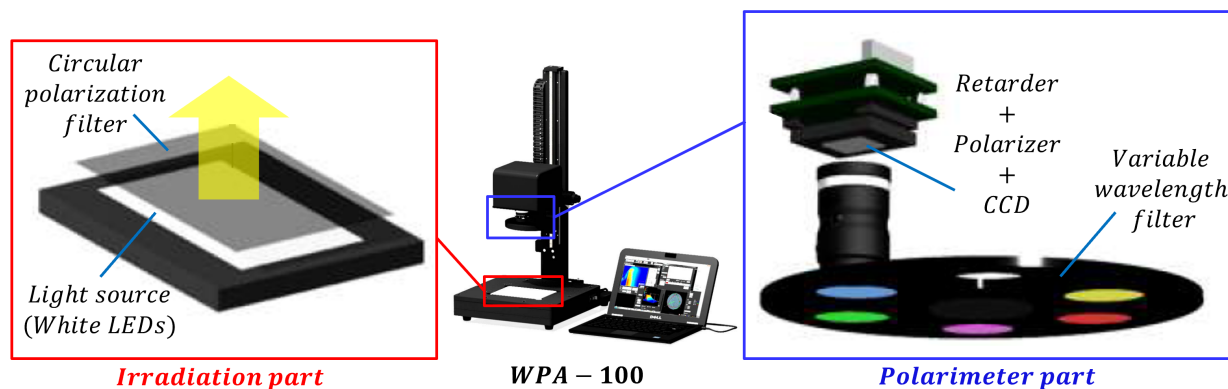 Circular
polarization
filter
Light source
(White LEDs)
Irradiation part
WPA – 100
DELL
Retarder
+
Polarizer
+
CCD
Variable
wavelength
filter
Polarimeter part